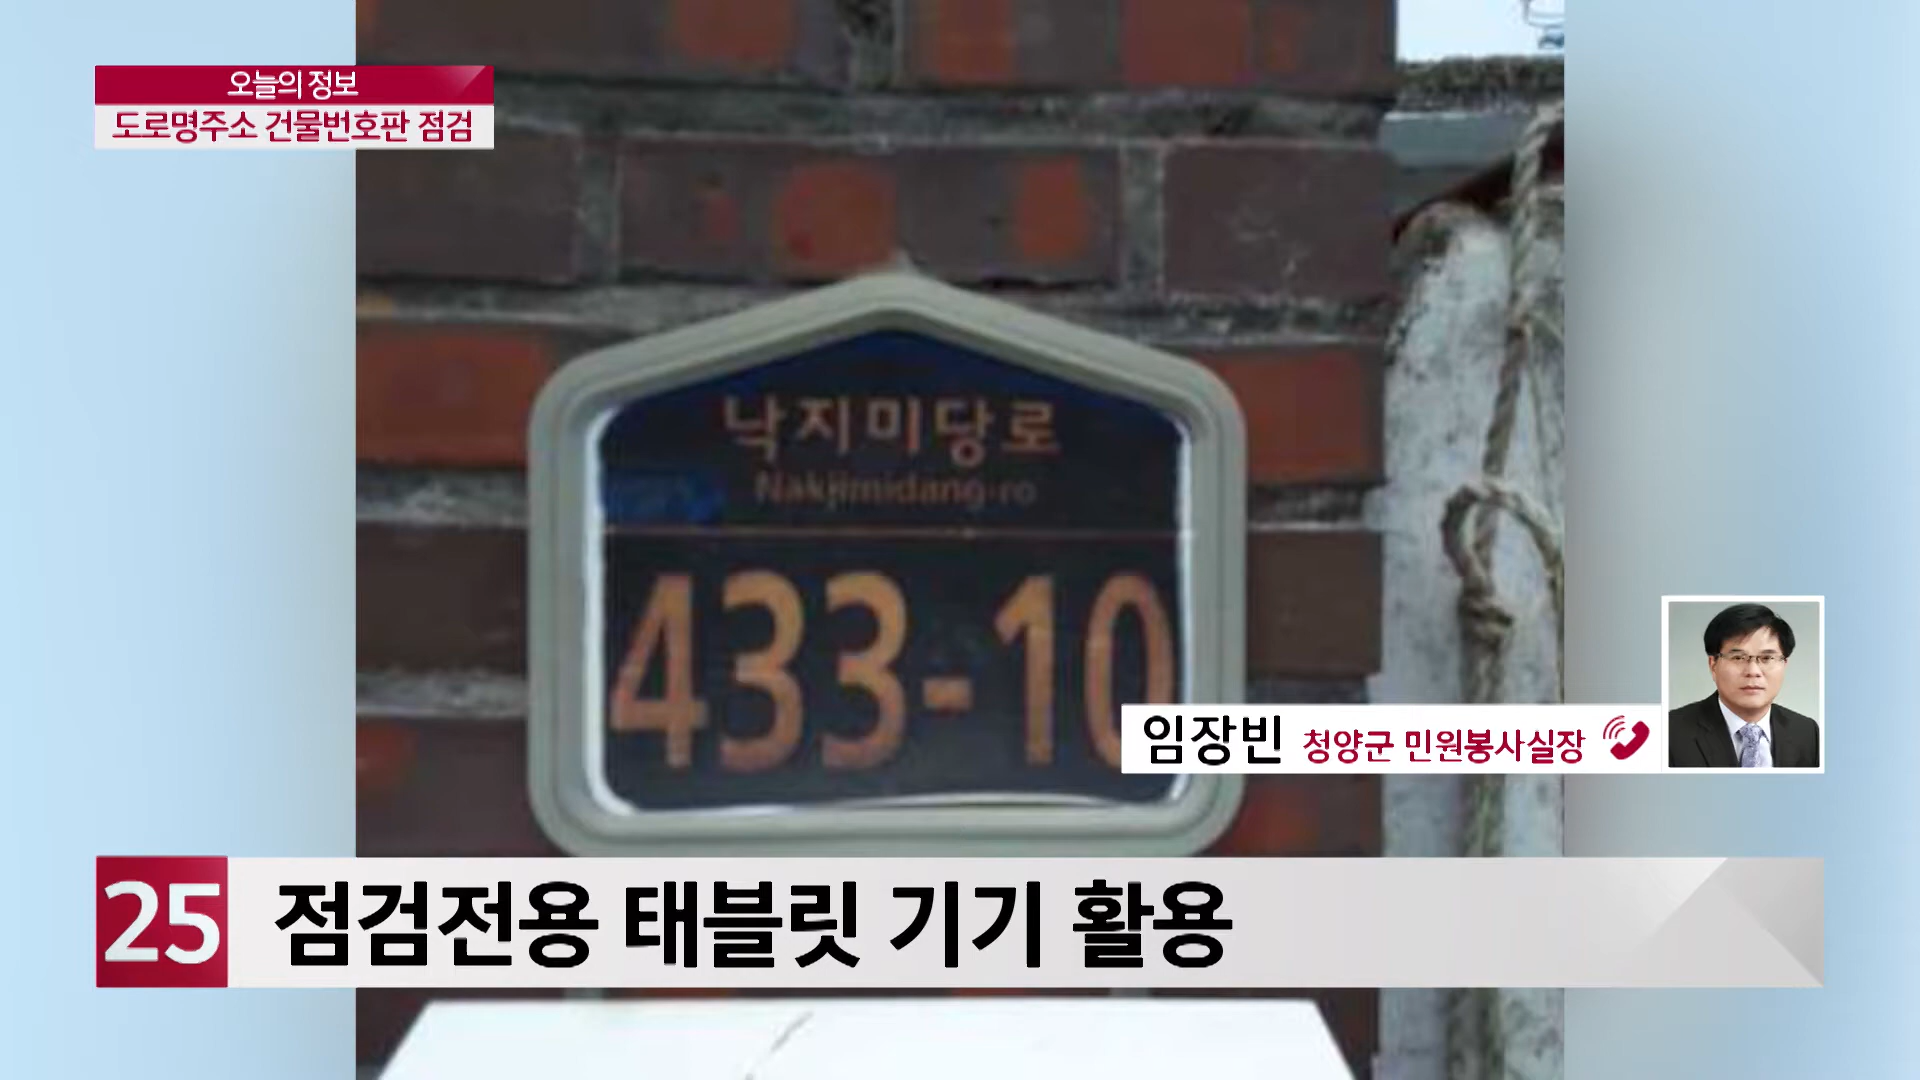 오늘의 정보
도로명주소 건물번호판 점검
낙지미당로
Nakjimidang-ro
433-10
임장빈 청양군 민원봉사실장
25 점검전용 태블릿 기기 활용